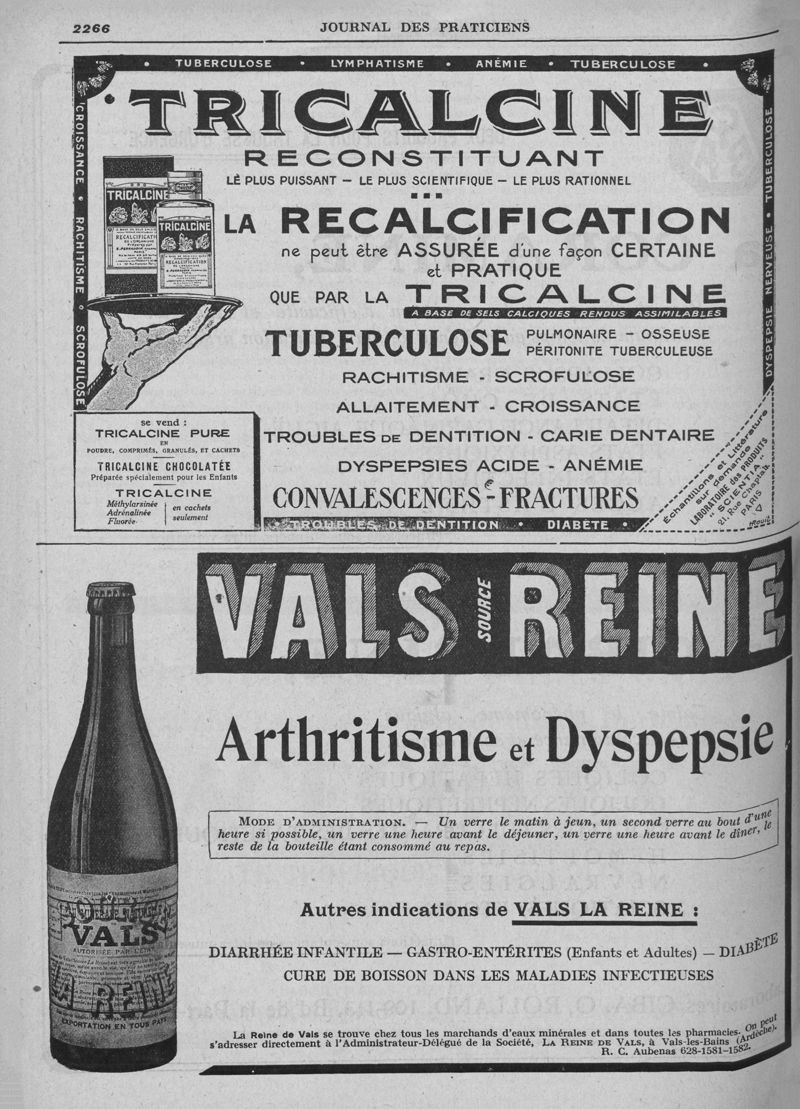 2266
JOURNAL DES PRATICIENS
TUBERCULOSE • LYMPHATISME • ANÉMIE • TUBERCULOSE •
CROISSANCE • RACHITISME • SCROFULOSE
DYSPEPSIE NERVEUSE • TUBERCULOSE
TRICALCINE
RECONSTITUANT
LE PLUS PUISSANT — LE PLUS SCIENTIFIQUE — LE PLUS RATIONNEL
TRICALCINE
RECALCIFICATION
TRICALCINE
RECALCIFICATION
LA RECALCIFICATION
ne peut être ASSURÉE d'une façon CERTAINE
et PRATIQUE
QUE PAR LA TRICALCINE
A BASE DE SELS CALCIQUES RENDUS ASSIMILABLES
TUBERCULOSE PULMONAIRE - OSSEUSE
PÉRITONITE TUBERCULEUSE
RACHITISME - SCROFULOSE
ALLAITEMENT - CROISSANCE
TROUBLES DE DENTITION - CARIE DENTAIRE
DYSPEPSIES ACIDE - ANÉMIE
CONVALESCENCES - FRACTURES
se vend :
TRICALCINE PURE
EN
POUDRE, COMPRIMÉS, GRANULÉS, ET CACHETS
TRICALCINE CHOCOLATÉE
Préparée spécialement pour les Enfants
TRICALCINE
Méthylarsinée
Adrénalinée
Fluorée
en cachets
seulement
Échantillons et Littérature
sur demande
LABORATOIRE des PRODUITS
"SCIENTIA"
21, Rue Chaptal
PARIS
• TROUBLES DE DENTITION • DIABÈTE •
VALS SOURCE REINE
Arthritisme et Dyspepsie
MODE D'ADMINISTRATION. — Un verre le matin à jeun, un second verre au bout d'une
heure si possible, un verre une heure avant le déjeuner, un verre une heure avant le dîner, le
reste de la bouteille étant consommé au repas.
VALS
AUTORISÉE PAR L'ÉTAT
LA REINE
EXPORTATION EN TOUS PAYS
Autres indications de VALS LA REINE :
DIARRHÉE INFANTILE — GASTRO-ENTÉRITES (Enfants et Adultes) — DIABÈTE
CURE DE BOISSON DANS LES MALADIES INFECTIEUSES
La Reine de Vals se trouve chez tous les marchands d'eaux minérales et dans toutes les pharmacies. On peut
s'adresser directement à l'Administrateur-Délégué de la Société, LA REINE DE VALS, à Vals-les-Bains (Ardèche).
R. C. Aubenas 628-1581-1582.